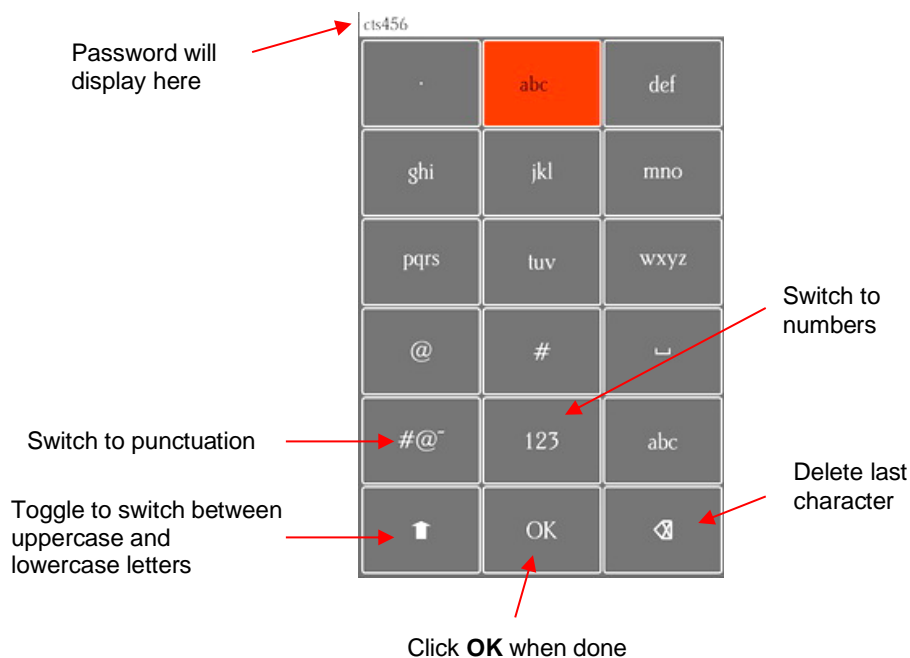 cts456
Password will
display here
. abc def
ghi jkl mno
pqrs tuv wxyz
Switch to
numbers
@ # ⌴
Switch to punctuation
#@~ 123 abc
Delete last
character
Toggle to switch between
uppercase and
lowercase letters
OK
Click OK when done